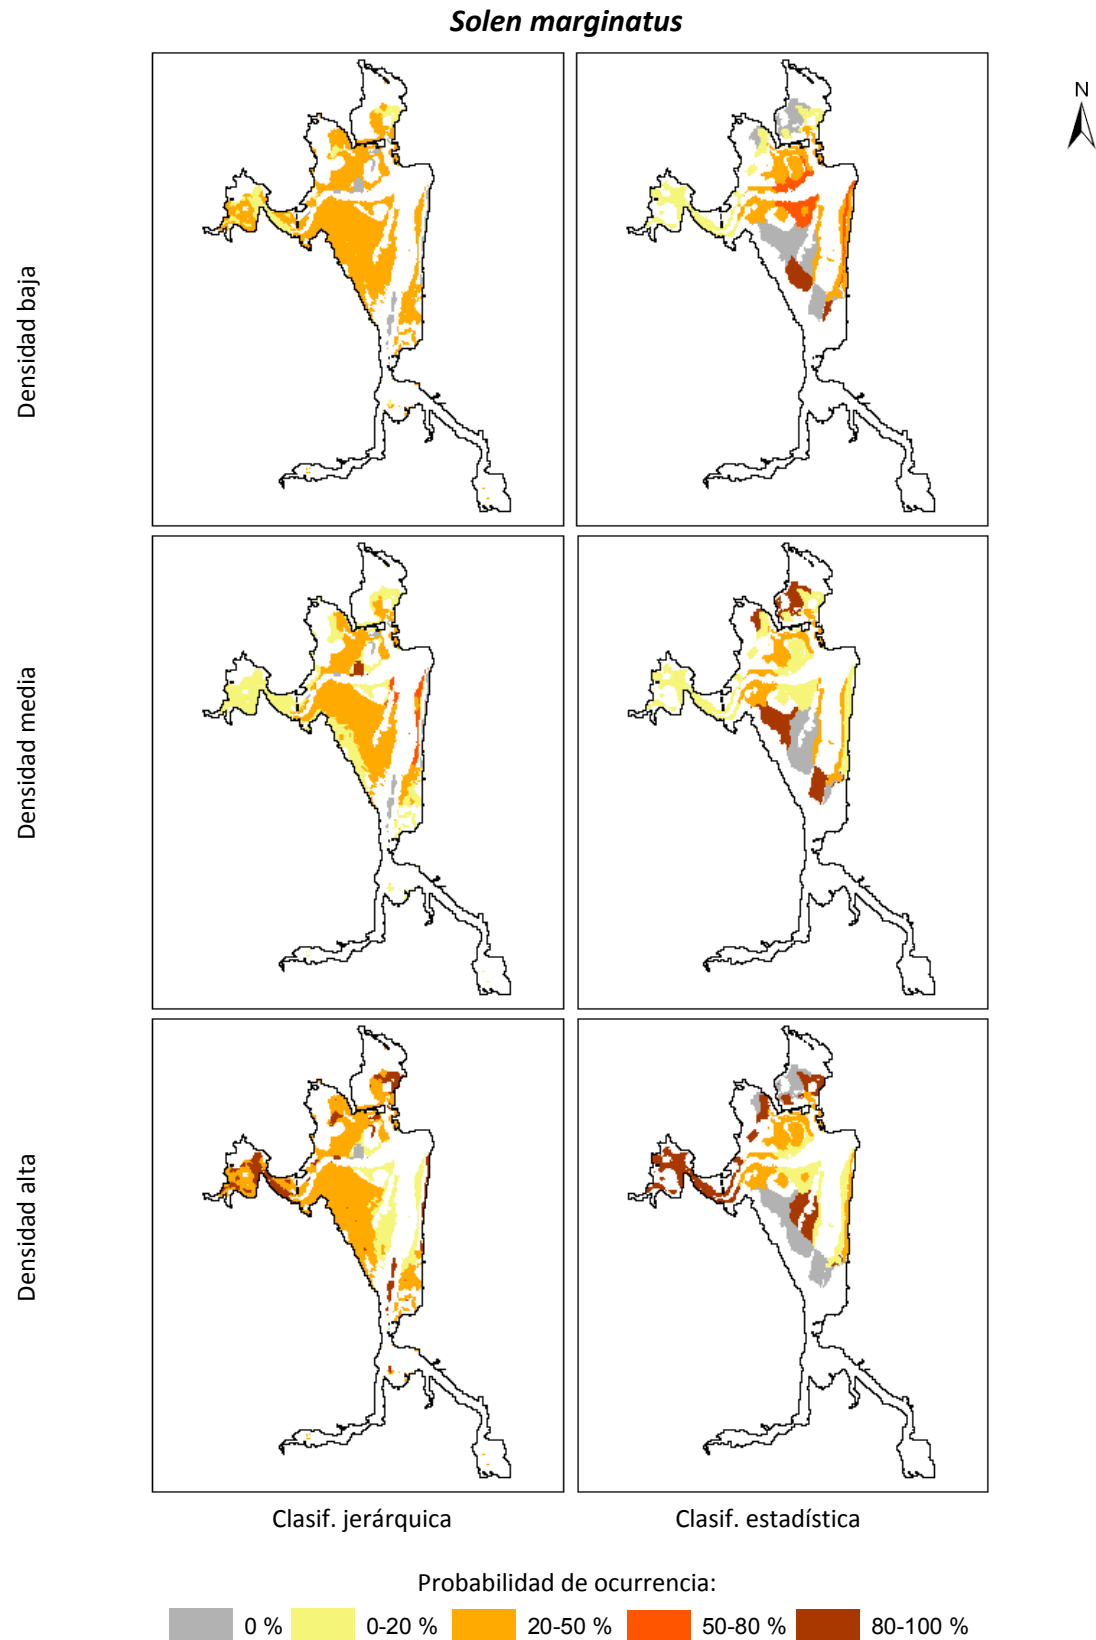 Solen marginatus
N
Densidad baja
Densidad media
Densidad alta
Clasif. jerárquica
Clasif. estadística
Probabilidad de ocurrencia:
0 % 0-20 % 20-50 % 50-80 % 80-100 %